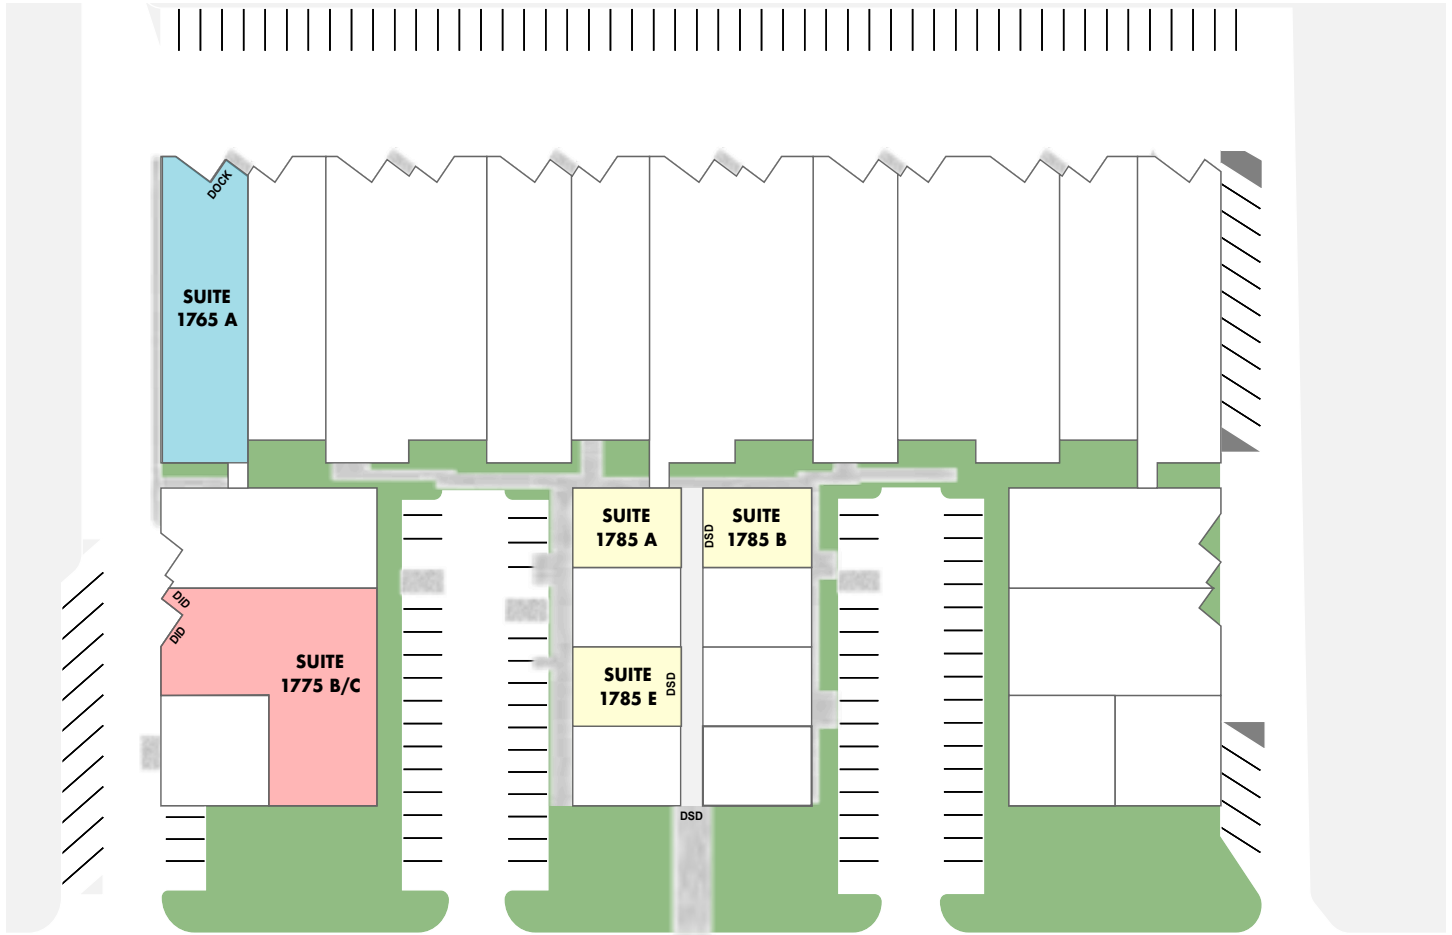 DOCK
SUITE
1765 A
SUITE
1785 A
DSD
SUITE
1785 B
DID
DID
SUITE
1775 B/C
SUITE
1785 E
DSD
DSD